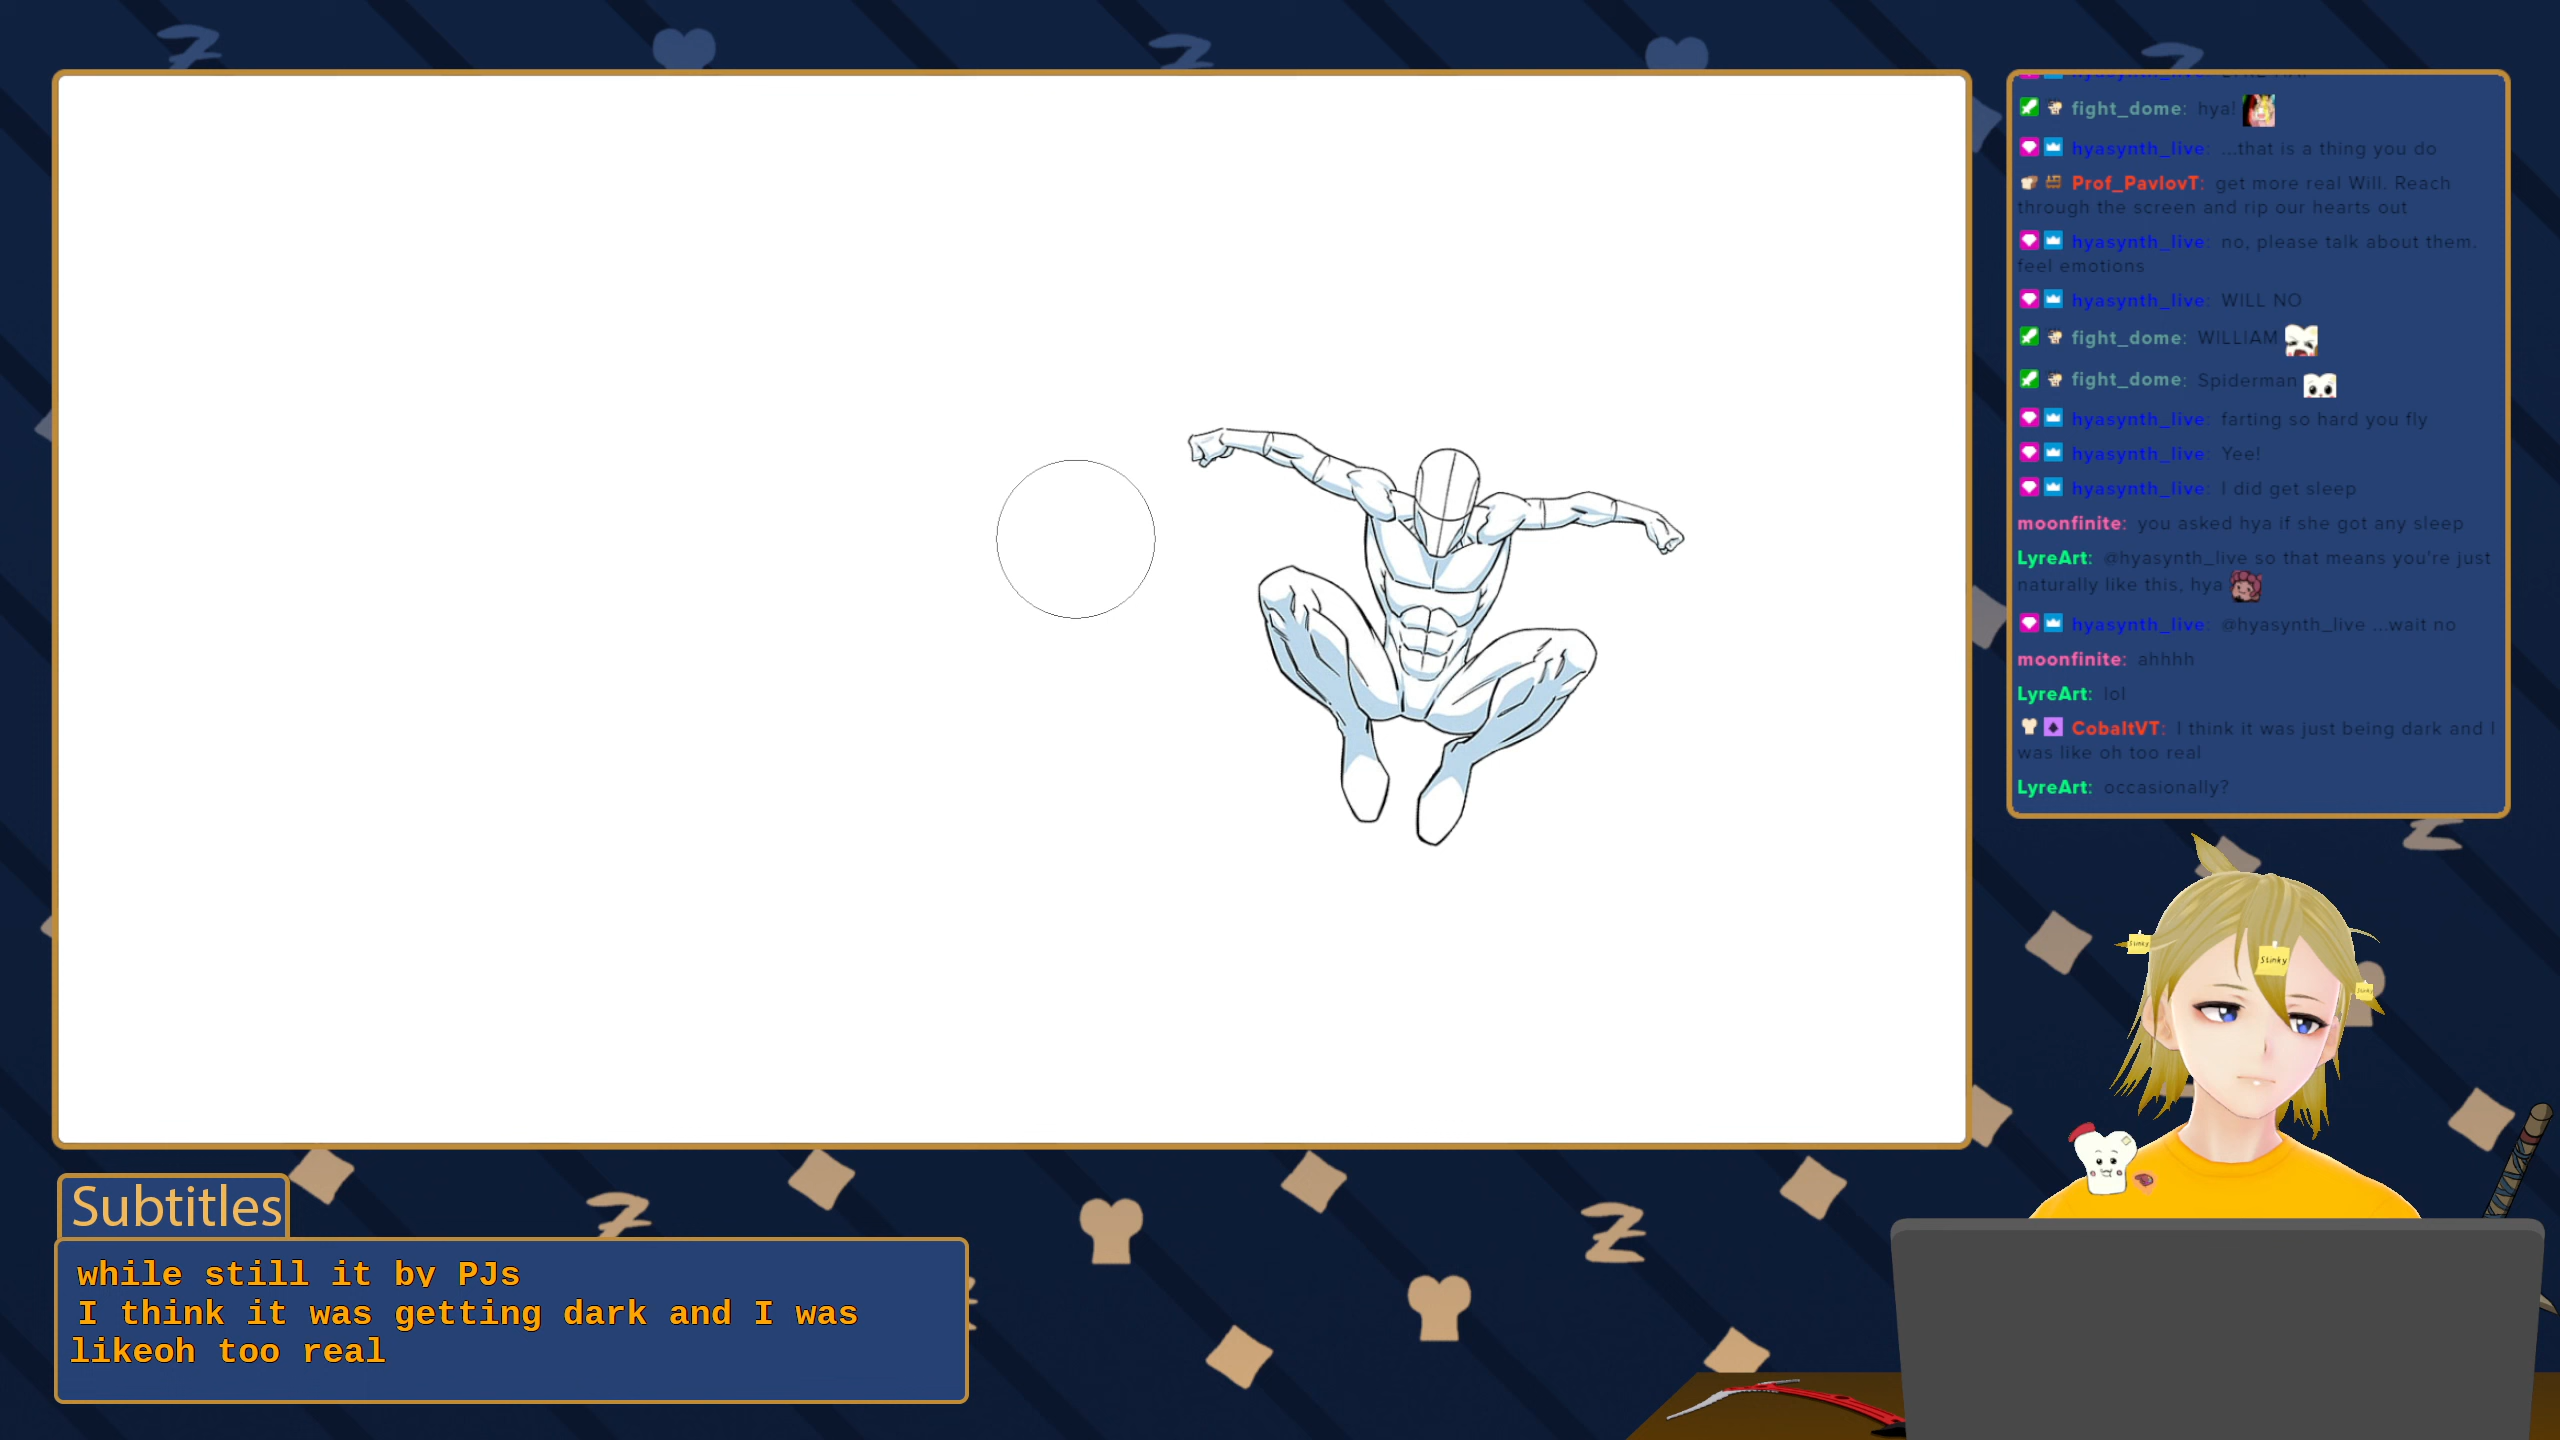 fight_dome: hya!
hyasynth_live: ...that is a thing you do
Prof_PavlovT: get more real Will. Reach
through the screen and rip our hearts out
hyasynth_live: no, please talk about them.
feel emotions
hyasynth_live: WILL NO
fight_dome: WILLIAM
fight_dome: Spiderman
hyasynth_live: farting so hard you fly
hyasynth_live: Yee!
hyasynth_live: I did get sleep
moonfinite: you asked hya if she got any sleep
LyreArt: @hyasynth_live so that means you're just
naturally like this, hya
hyasynth_live: @hyasynth_live ...wait no
moonfinite: ahhhh
LyreArt: lol
CobaltVT: I think it was just being dark and I
was like oh too real
LyreArt: occasionally?
Stinky
Subtitles
while still it by PJs
I think it was getting dark and I was
likeoh too real